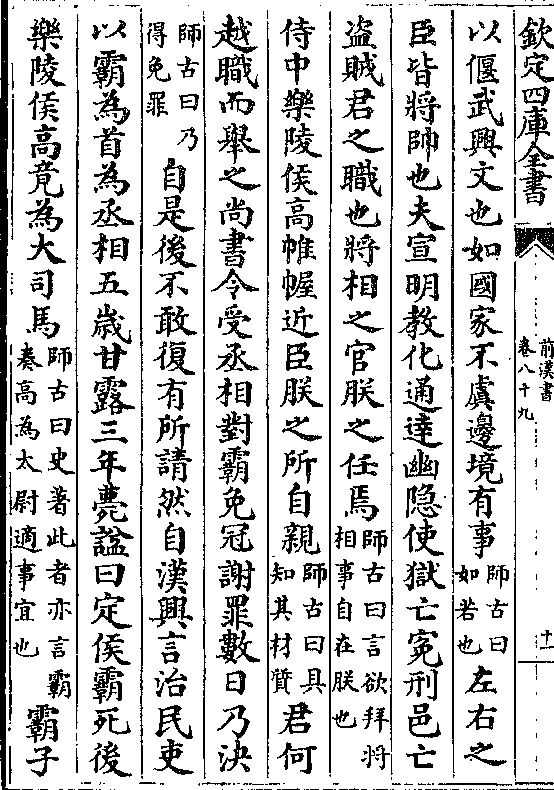 欽定四庫全書
前漢書
卷八十九
十一
以偃武興文也如國家不虞邊境有事師古曰如若也左右之
臣皆將帥也夫宣明教化通達幽隐使獄亡寃刑邑亡
盗賊君之職也將相之官朕之任焉師古曰言欲拜將相事自在朕也
侍中樂陵侯高帷幄近臣朕之所自親師古曰具知其材質君何
越職而舉之尚書令受丞相對霸免冠謝罪數日乃決
師古曰乃得免罪自是後不敢復有所請然自漢興言治民吏
以霸為首為丞相五歲甘露三年薨諡曰定侯霸死後
樂陵侯高竟為大司馬師古曰史著此者亦言霸奏高為太尉適事宜也霸子